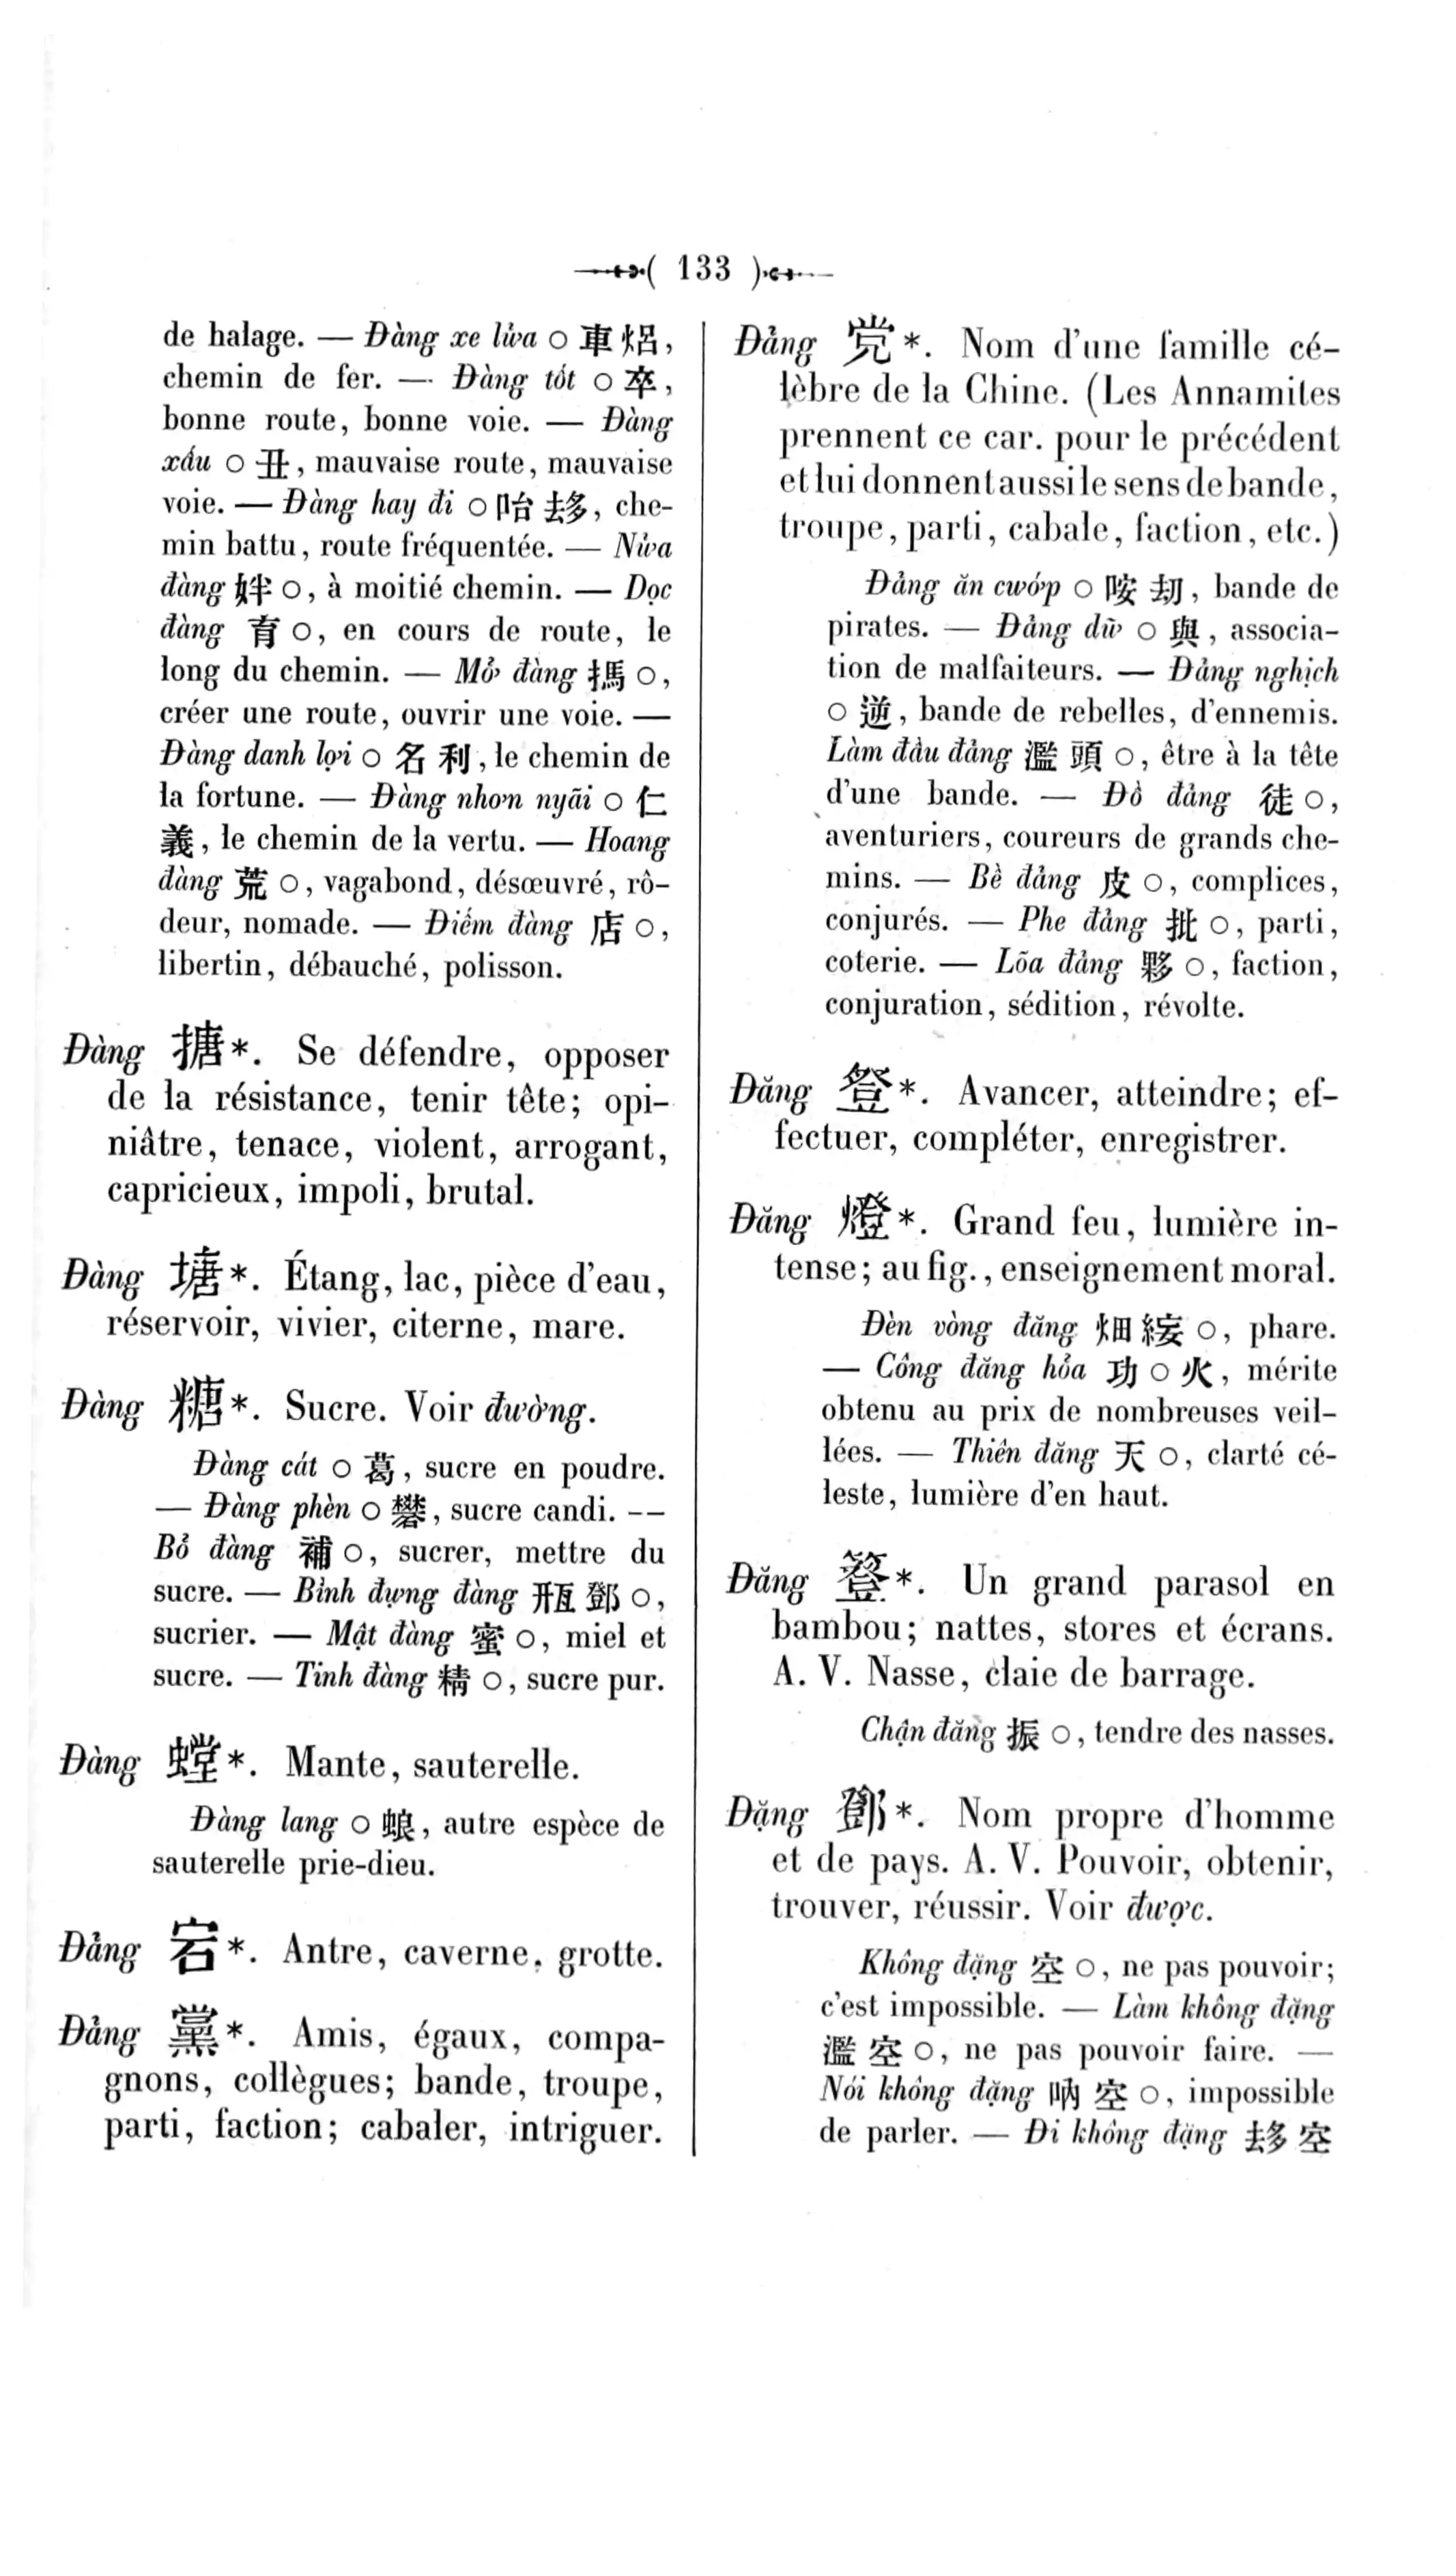 ( 133 )
de halage. — Đàng xe lửa ○ 車 焒,
chemin de fer. — Đàng tốt ○ 卒,
bonne route, bonne voie. — Đàng
xấu ○ 丑, mauvaise route, mauvaise
voie. — Đàng hay đi ○ 咍 𠫾, che-
min battu, route fréquentée. — Nửa
đàng 姅 ○, à moitié chemin. — Dọc
đàng 育 ○, en cours de route, le
long du chemin. — Mở đàng 搗 ○,
créer une route, ouvrir une voie. —
Đàng danh lợi ○ 名 利, le chemin de
la fortune. — Đàng nhơn nyãi ○ 仁
義, le chemin de la vertu. — Hoang
đàng 荒 ○, vagabond, désœuvré, rô-
deur, nomade. — Điếm đàng 店 ○,
libertin, débauché, polisson.
Đàng 搪*. Se défendre, opposer
de la résistance, tenir tête; opi-
niâtre, tenace, violent, arrogant,
capricieux, impoli, brutal.
Đàng 塘*. Étang, lac, pièce d'eau,
réservoir, vivier, citerne, mare.
Đàng 糖*. Sucre. Voir đường.
Đàng cát ○ 葛, sucre en poudre.
— Đàng phèn ○ 礬, sucre candi. —
Bỏ đàng 補 ○, sucrer, mettre du
sucre. — Bình đựng đàng 瓶 鄧 ○,
sucrier. — Mật đàng 蜜 ○, miel et
sucre. — Tinh đàng 精 ○, sucre pur.
Đàng 螳*. Mante, sauterelle.
Đàng lang ○ 蜋, autre espèce de
sauterelle prie-dieu.
Đảng 宕*. Antre, caverne, grotte.
Đảng 黨*. Amis, égaux, compa-
gnons, collègues; bande, troupe,
parti, faction; cabaler, intriguer.
Đảng 党*. Nom d'une famille cé-
lèbre de la Chine. (Les Annamites
prennent ce car. pour le précédent
et lui donnent aussi le sens de bande,
troupe, parti, cabale, faction, etc.)
Đảng ăn cướp ○ 咹 刧, bande de
pirates. — Đảng dữ ○ 與, associa-
tion de malfaiteurs. — Đảng nghịch
○ 逆, bande de rebelles, d'ennemis.
Làm đầu đảng 濫 頭 ○, être à la tête
d'une bande. — Đồ đảng 徒 ○,
aventuriers, coureurs de grands che-
mins. — Bè đảng 皮 ○, complices,
conjurés. — Phe đảng 批 ○, parti,
coterie. — Lõa đảng 夥 ○, faction,
conjuration, sédition, révolte.
Đăng 登*. Avancer, atteindre; ef-
fectuer, compléter, enregistrer.
Đăng 燈*. Grand feu, lumière in-
tense; au fig., enseignement moral.
Đèn vòng đăng 畑 綄 ○, phare.
— Công đăng hỏa 功 ○ 火, mérite
obtenu au prix de nombreuses veil-
lées. — Thiên đăng 天 ○, clarté cé-
leste, lumière d'en haut.
Đăng 簦*. Un grand parasol en
bambou; nattes, stores et écrans.
A. V. Nasse, claie de barrage.
Chận đăng 振 ○, tendre des nasses.
Đặng 鄧*. Nom propre d'homme
et de pays. A. V. Pouvoir, obtenir,
trouver, réussir. Voir được.
Không đặng 空 ○, ne pas pouvoir;
c'est impossible. — Làm không đặng
濫 空 ○, ne pas pouvoir faire. —
Nói không đặng 吶 空 ○, impossible
de parler. — Đi không đặng 𠫾 空